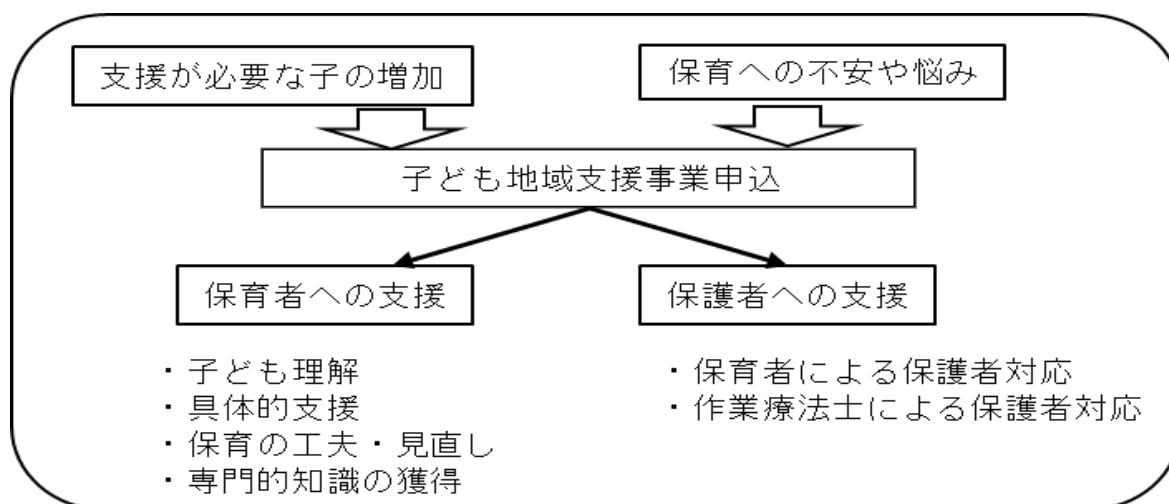 支援が必要な子の増加
保育への不安や悩み
子ども地域支援事業申込
保育者への支援
保護者への支援
・子ども理解
・具体的支援
・保育の工夫・見直し
・専門的知識の獲得
・保育者による保護者対応
・作業療法士による保護者対応